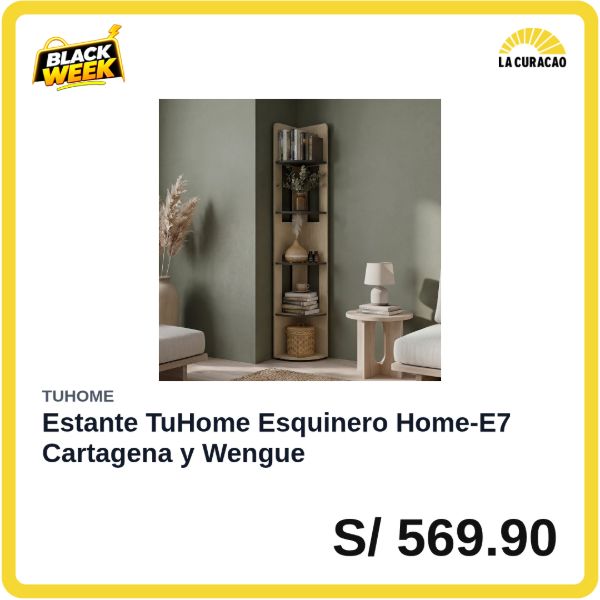 BLACK
WEEK
LA CURACAO
TUHOME
Estante TuHome Esquinero Home-E7
Cartagena y Wengue
S/ 569.90